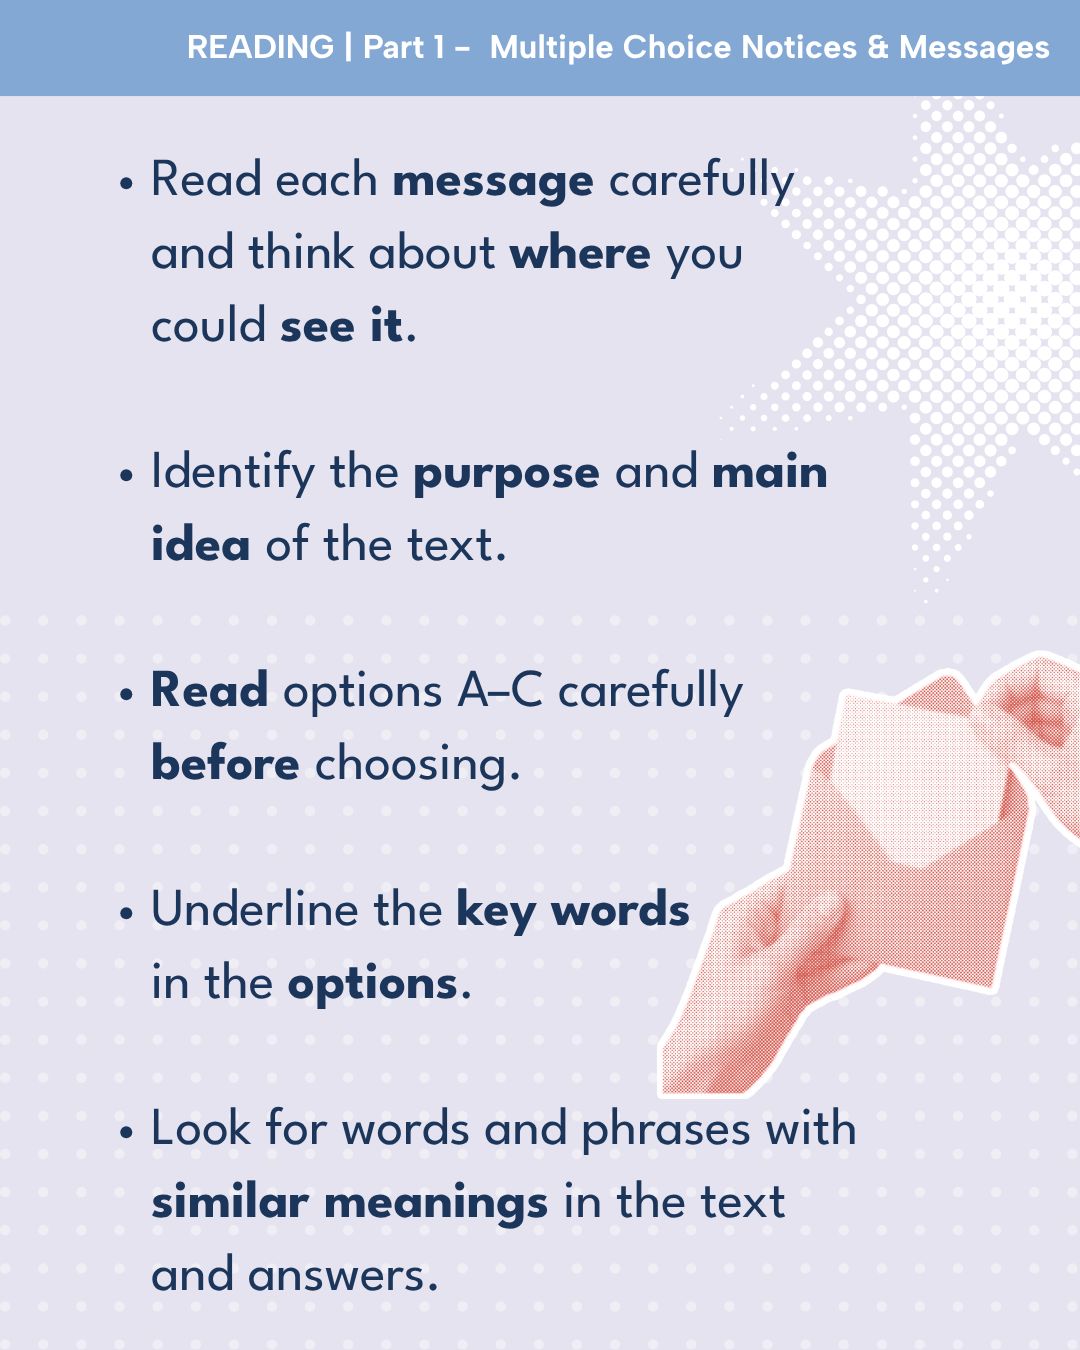 READING | Part 1 – Multiple Choice Notices & Messages
• Read each message carefully
and think about where you
could see it.
• Identify the purpose and main
idea of the text.
• Read options A–C carefully
before choosing.
• Underline the key words
in the options.
• Look for words and phrases with
similar meanings in the text
and answers.